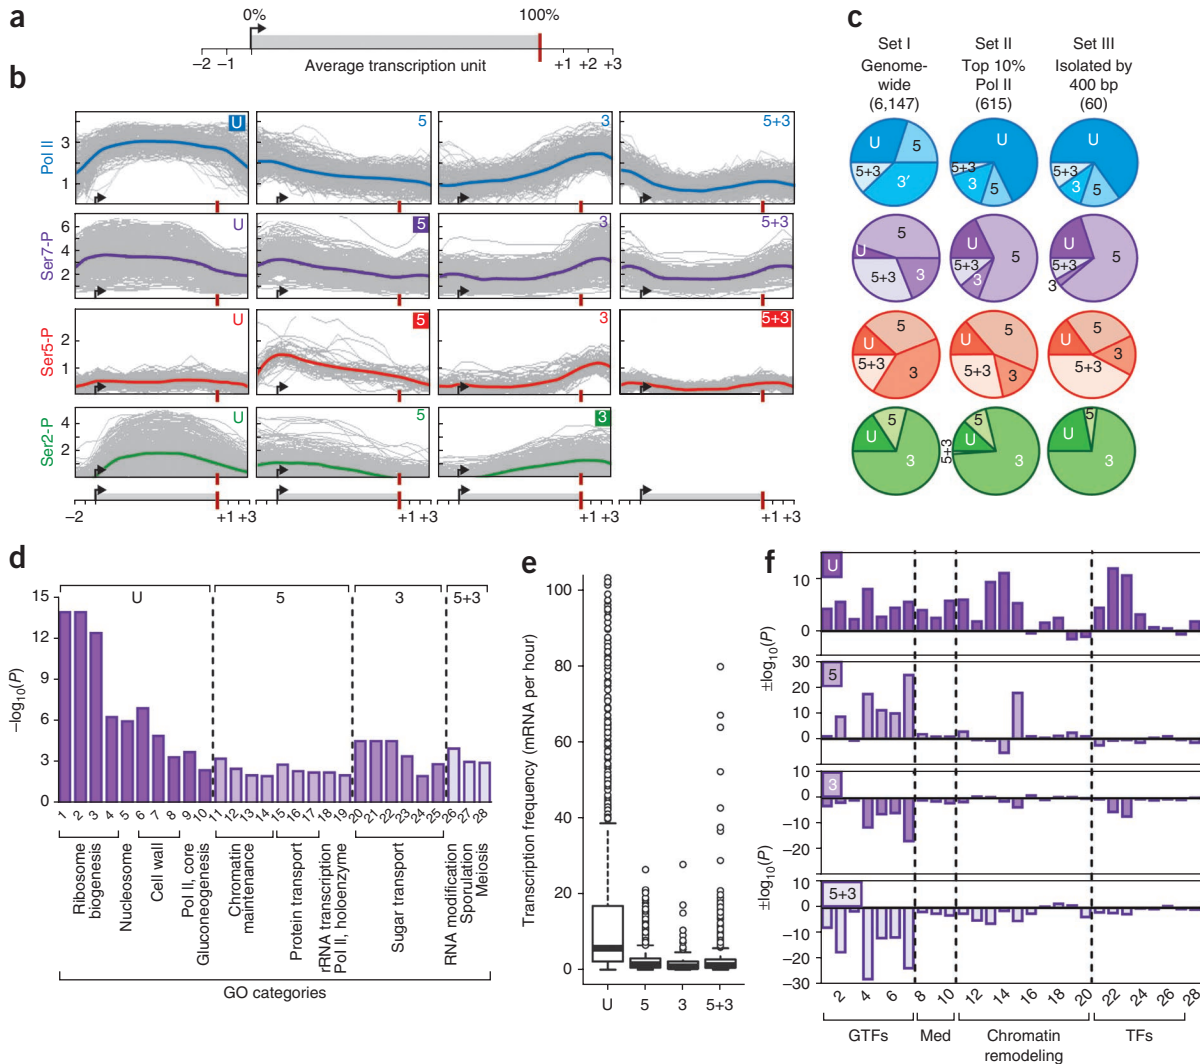 a
0%
100%
–2
–1
Average transcription unit
+1
+2
+3
b
Pol II
3
1
U
5
3
5+3
Ser7-P
6
4
2
U
5
3
5+3
Ser5-P
2
1
U
5
3
5+3
Ser2-P
4
2
U
5
3
–2
+1 +3
+1 +3
+1 +3
+1 +3
c
Set I
Genome-
wide
(6,147)
Set II
Top 10%
Pol II
(615)
Set III
Isolated by
400 bp
(60)
U
5
5+3
3′
U
5+3
3
5
U
5+3
3
5
5
U
5+3
3
U
5+3
3
5
U
5+3
3
5
5
U
5+3
3
5
U
5+3
3
5
U
3
5+3
5
U
3
5+3
5
U
3
5
U
3
d
U
5
3
5+3
–log10(P)
15
12
9
6
3
0
1
2
3
4
5
6
7
8
9
10
11
12
13
14
15
16
17
18
19
20
21
22
23
24
25
26
27
28
Ribosome
biogenesis
Nucleosome
Cell wall
Pol II, core
Gluconeogenesis
Chromatin
maintenance
Protein transport
rRNA transcription
Pol II, holoenzyme
Sugar transport
RNA modification
Sporulation
Meiosis
GO categories
e
Transcription frequency (mRNA per hour)
100
80
60
40
20
0
U
5
3
5+3
f
U
10
0
±log10(P)
5
30
20
10
0
3
10
0
–10
–20
±log10(P)
5+3
10
0
–10
–20
–30
2
4
6
8
10
12
14
16
18
20
22
24
26
28
GTFs
Med
Chromatin
remodeling
TFs